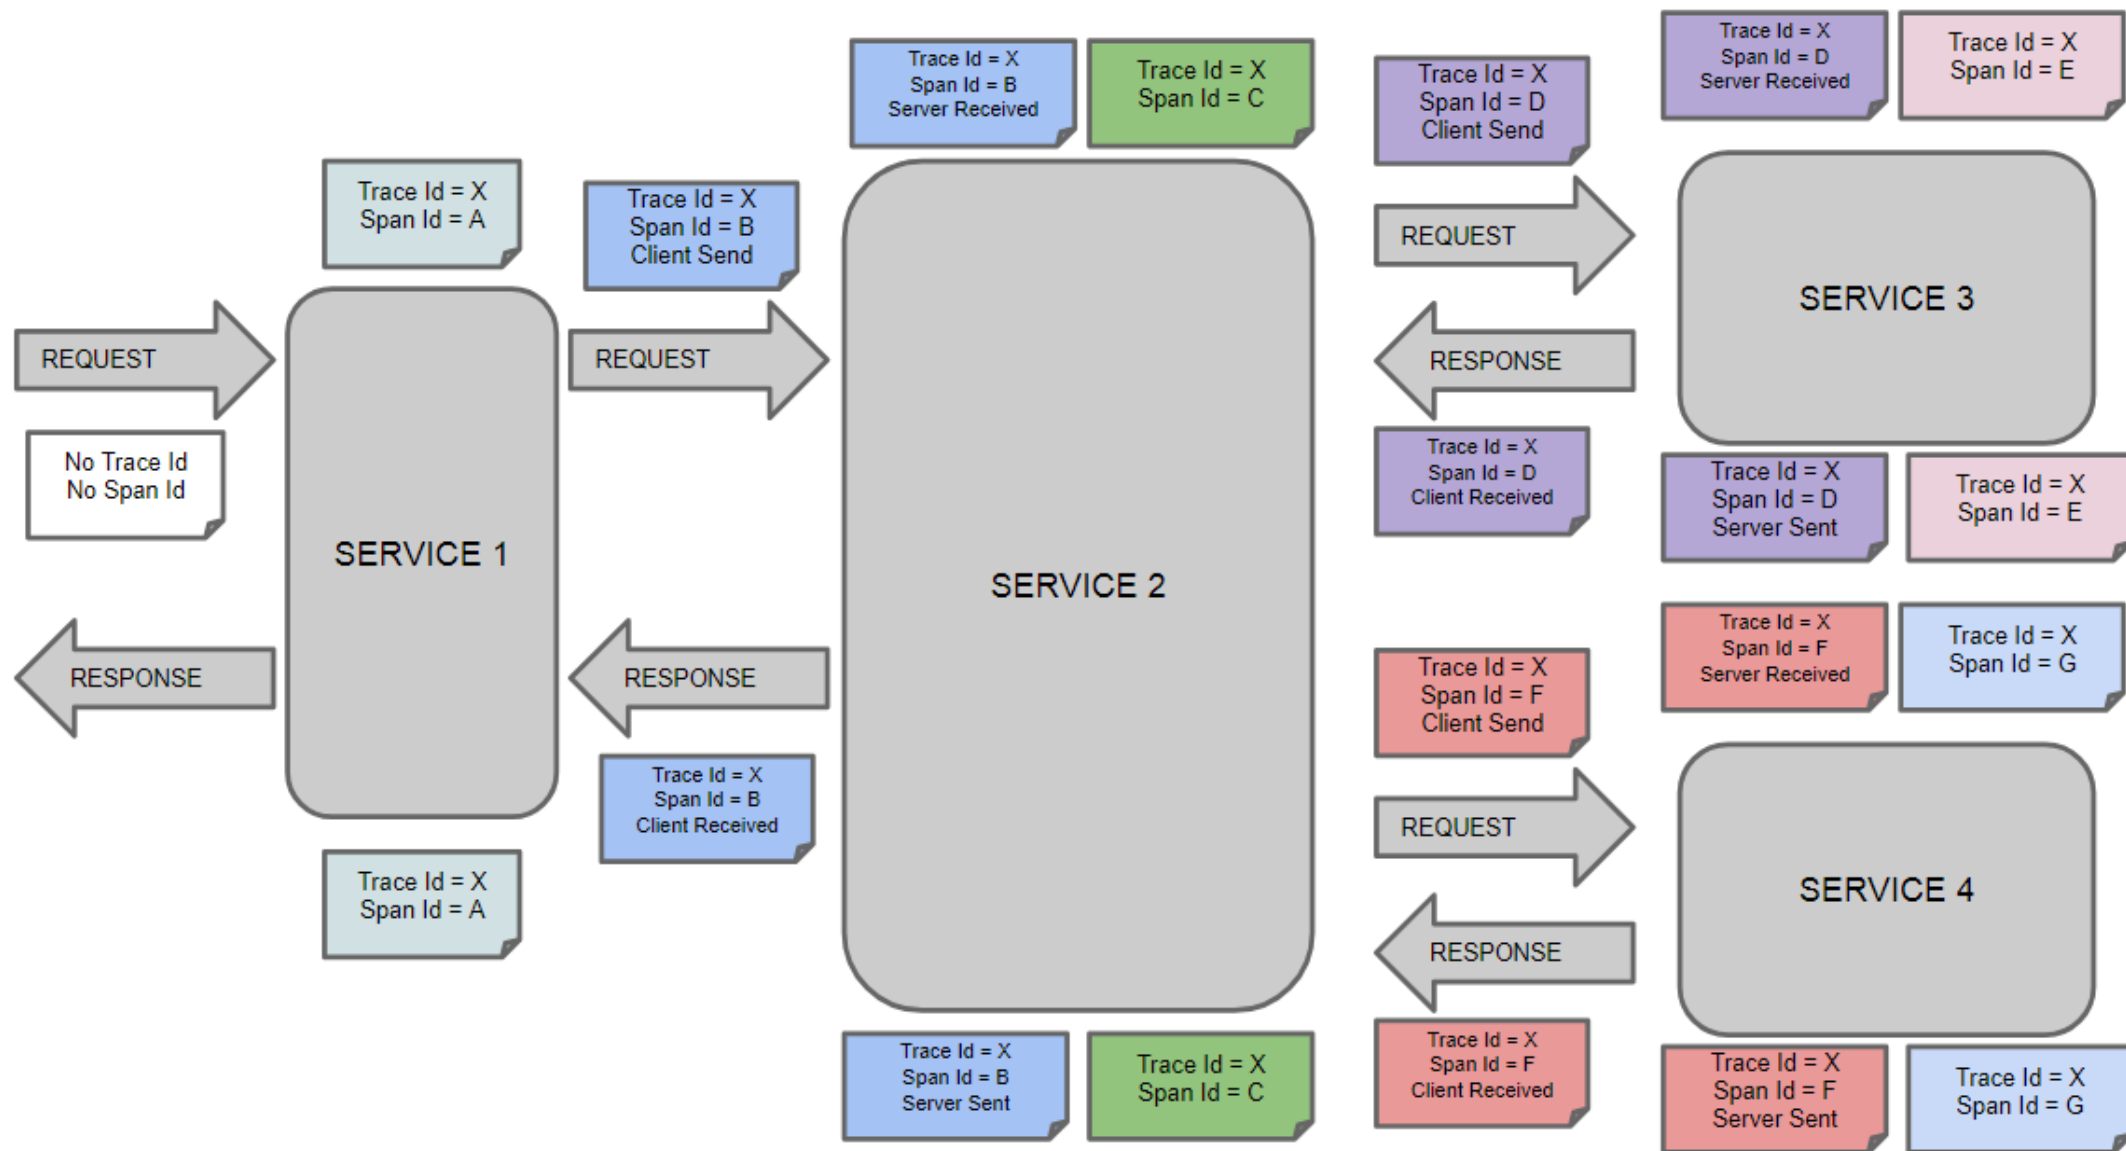 Trace Id = X
Span Id = A
REQUEST
No Trace Id
No Span Id
SERVICE 1
RESPONSE
Trace Id = X
Span Id = A
Trace Id = X
Span Id = B
Client Send
REQUEST
RESPONSE
Trace Id = X
Span Id = B
Client Received
Trace Id = X
Span Id = B
Server Received
Trace Id = X
Span Id = C
SERVICE 2
Trace Id = X
Span Id = B
Server Sent
Trace Id = X
Span Id = C
Trace Id = X
Span Id = D
Client Send
REQUEST
RESPONSE
Trace Id = X
Span Id = D
Client Received
Trace Id = X
Span Id = D
Server Received
Trace Id = X
Span Id = E
SERVICE 3
Trace Id = X
Span Id = D
Server Sent
Trace Id = X
Span Id = E
Trace Id = X
Span Id = F
Client Send
REQUEST
RESPONSE
Trace Id = X
Span Id = F
Client Received
Trace Id = X
Span Id = F
Server Received
Trace Id = X
Span Id = G
SERVICE 4
Trace Id = X
Span Id = F
Server Sent
Trace Id = X
Span Id = G